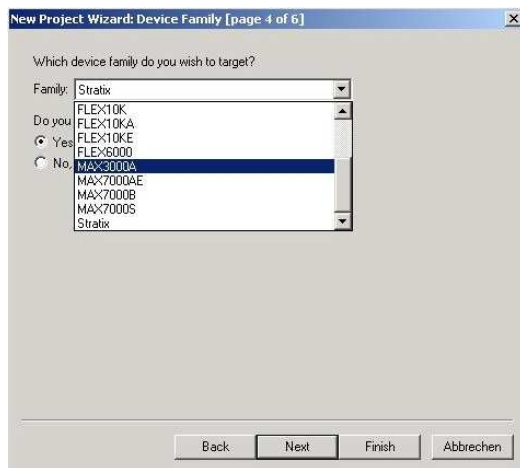 New Project Wizard: Device Family [page 4 of 6]
Which device family do you wish to target?
Family: Stratix
FLEX10K
Do you
FLEX10KA
Yes
FLEX10KE
FLEX6000
No,
MAX3000A
MAX7000AE
MAX7000B
MAX7000S
Stratix
Back Next Finish Abbrechen